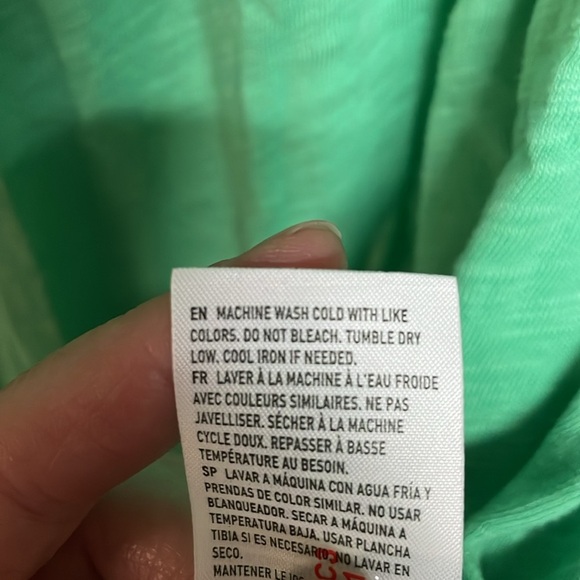 EN MACHINE WASH COLD WITH LIKE
COLORS. DO NOT BLEACH. TUMBLE DRY
LOW. COOL IRON IF NEEDED.
FR LAVER À LA MACHINE À L'EAU FROIDE
AVEC COULEURS SIMILAIRES. NE PAS
JAVELLISER. SÉCHER À LA MACHINE
CYCLE DOUX. REPASSER À BASSE
TEMPÉRATURE AU BESOIN.
SP LAVAR A MÁQUINA CON AGUA FRÍA Y
PRENDAS DE COLOR SIMILAR. NO USAR
BLANQUEADOR. SECAR A MÁQUINA A
TEMPERATURA BAJA. USAR PLANCHA
TIBIA SI ES NECESARIO. NO LAVAR EN
SECO.
MANTENER LE